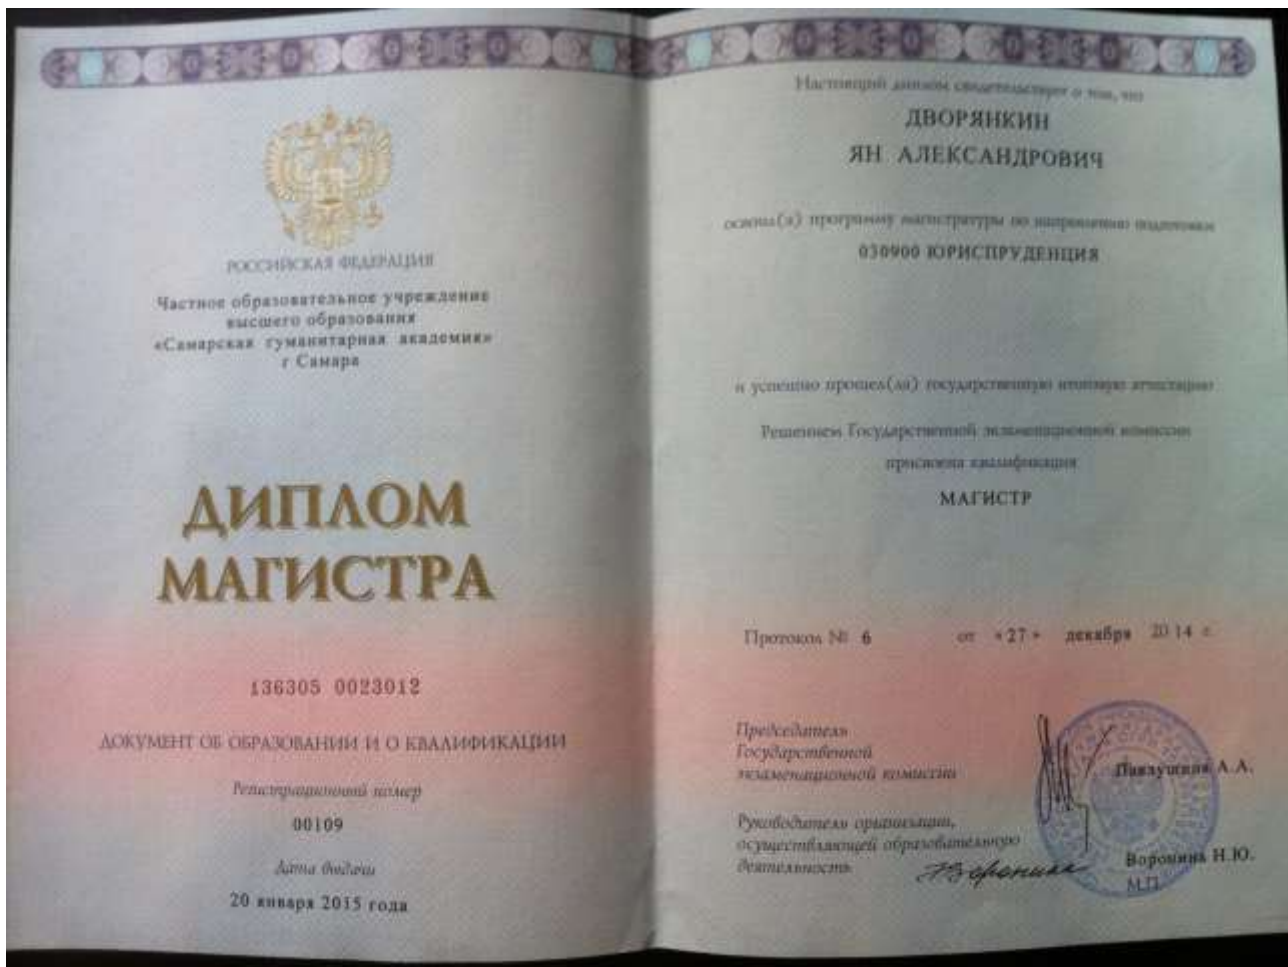 РОССИЙСКАЯ ФЕДЕРАЦИЯ
Частное образовательное учреждение
высшего образования
«Самарская гуманитарная академия»
г Самара
ДИПЛОМ
МАГИСТРА
136305 0023012
ДОКУМЕНТ ОБ ОБРАЗОВАНИИ И О КВАЛИФИКАЦИИ
Регистрационный номер
00109
Дата выдачи
20 января 2015 года
Настоящий диплом свидетельствует о том, что
ДВОРЯНКИН
ЯН АЛЕКСАНДРОВИЧ
освоил(а) программу магистратуры по направлению подготовки
030900 ЮРИСПРУДЕНЦИЯ
и успешно прошел(ла) государственную итоговую аттестацию
Решением Государственной экзаменационной комиссии
присвоена квалификация
МАГИСТР
Протокол № 6 от «27» декабря 2014 г.
Председатель
Государственной
экзаменационной комиссии
А.А.
Руководитель организации,
осуществляющей образовательную
деятельность
Воронина Н.Ю.
М.П.